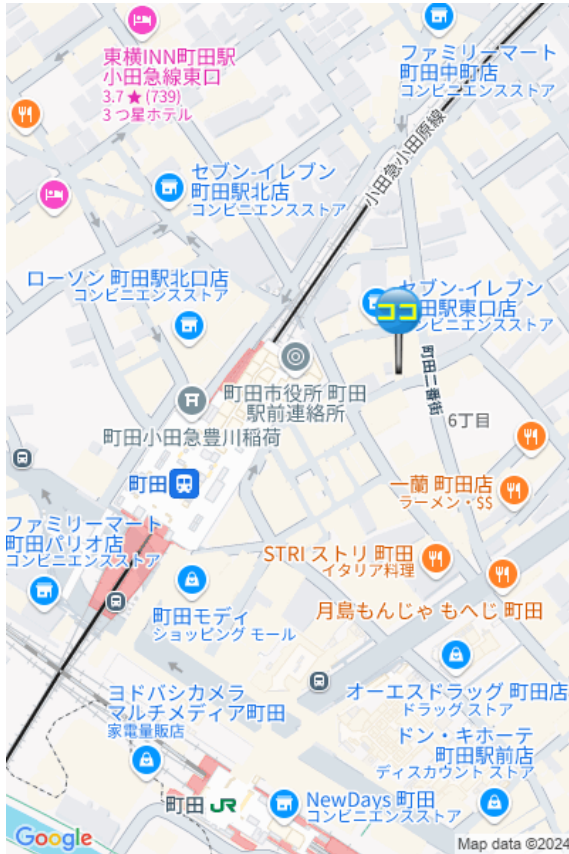 東横INN町田駅
小田急線東口
3.7★(739)
3つ星ホテル
ファミリーマート
町田中町店
コンビニエンスストア
小田急小田原線
セブン-イレブン
町田駅北店
コンビニエンスストア
ローソン 町田駅北口店
コンビニエンスストア
セブン-イレブン
田駅東口店
ンビニエンスストア
ココ
町田二番街
町田市役所 町田
駅前連絡所
町田小田急豊川稲荷
6丁目
町田
一蘭 町田店
ラーメン・$$
ファミリーマート
町田パリオ店
コンビニエンスストア
STRI ストリ 町田
イタリア料理
町田モディ
ショッピング モール
月島もんじゃ もへじ 町田
ヨドバシカメラ
マルチメディア町田
家電量販店
オーエスドラッグ 町田店
ドラッグ ストア
ドン・キホーテ
町田駅前店
ディスカウント ストア
町田 JR
NewDays 町田
コンビニエンスストア
Google
Map data ©2024